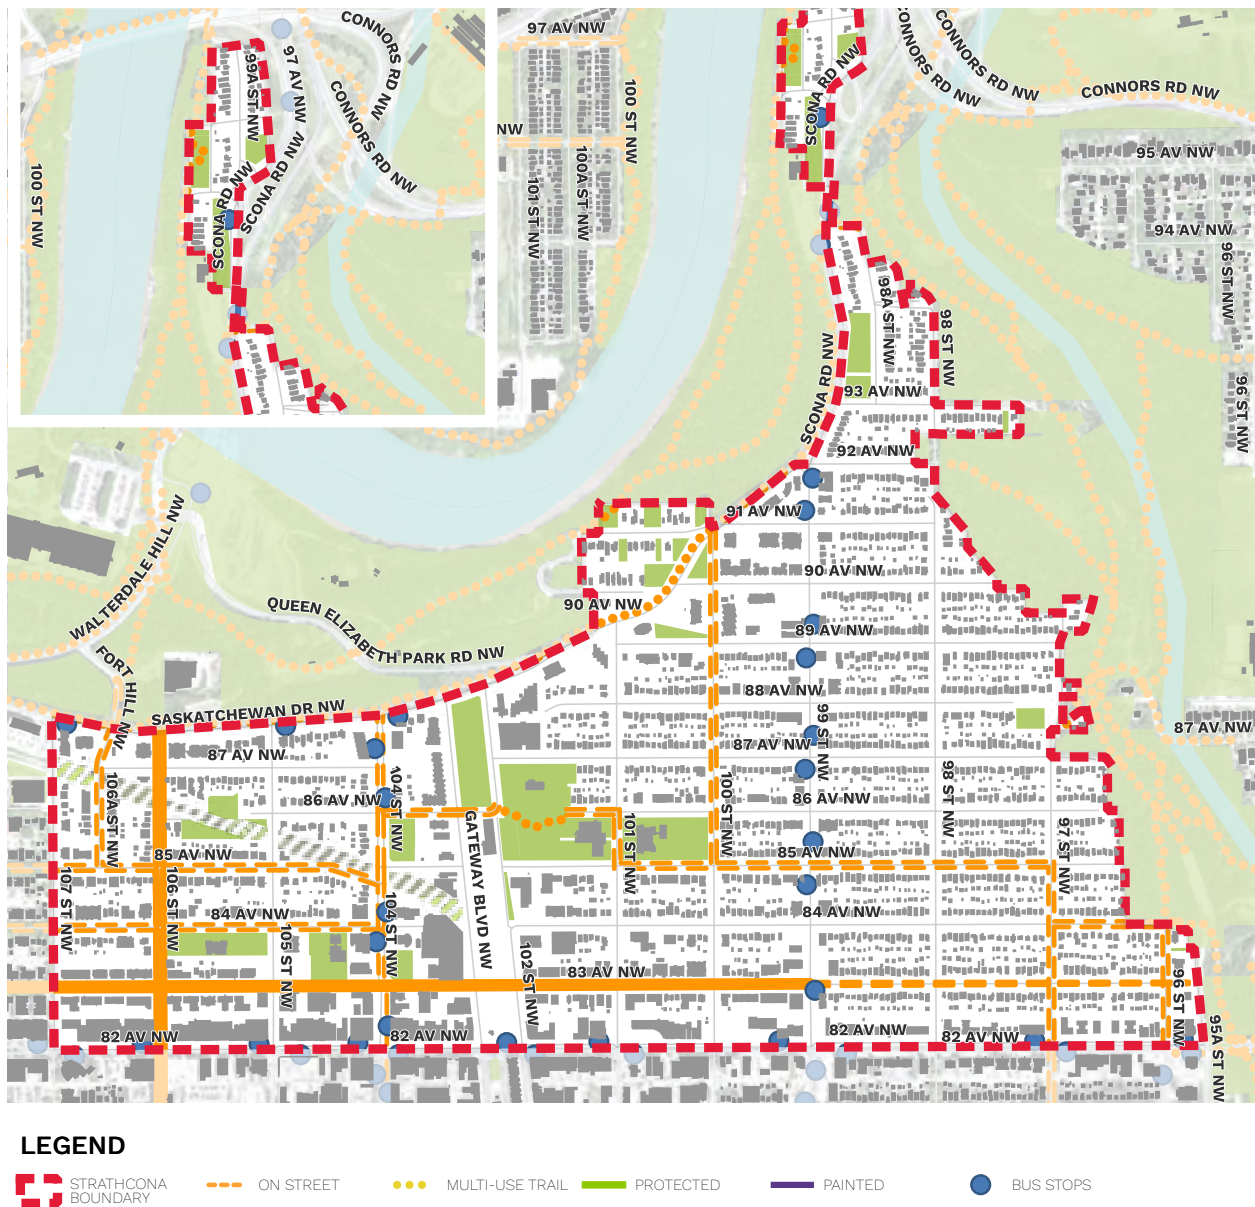 CONNORS RD NW
97 AV NW
99A ST NW
CONNORS RD NW
SCONA RD NW
SCONA RD NW
100 ST NW
97 AV NW
100 ST NW
NW
101 ST NW
100A ST NW
SCONA RD NW
CONNORS RD NW
CONNORS RD NW
CONNORS RD NW
95 AV NW
94 AV NW
96 ST NW
96 ST NW
98A ST NW
98 ST NW
SCONA RD NW
93 AV NW
92 AV NW
91 AV NW
90 AV NW
90 AV NW
89 AV NW
88 AV NW
87 AV NW
99 ST NW
86 AV NW
85 AV NW
84 AV NW
WALTERDALE HILL NW
QUEEN ELIZABETH PARK RD NW
FORT HILL NW
SASKATCHEWAN DR NW
87 AV NW
86 AV NW
106A ST NW
104 ST NW
GATEWAY BLVD NW
101 ST NW
100 ST NW
98 ST NW
97 ST NW
87 AV NW
85 AV NW
107 ST NW
106 ST NW
84 AV NW
105 ST NW
104 ST NW
102 ST NW
83 AV NW
82 AV NW
82 AV NW
82 AV NW
82 AV NW
96 ST NW
95A ST NW
LEGEND
STRATHCONA
BOUNDARY
ON STREET
MULTI-USE TRAIL
PROTECTED
PAINTED
BUS STOPS